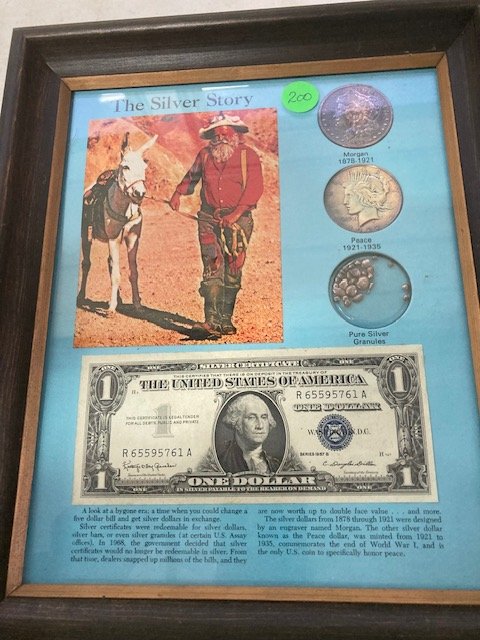 The Silver Story
200
Morgan
1878-1921
Peace
1921-1935
Pure Silver
Granules
SILVER CERTIFICATE
ONE
ONE
THIS CERTIFIES THAT THERE IS ON DEPOSIT IN THE TREASURY OF
THE UNITED STATES OF AMERICA
1
1
R 65595761 A
ONE DOLLAR
THIS CERTIFICATE IS LEGAL TENDER
FOR ALL DEBTS, PUBLIC AND PRIVATE
WASHINGTON, D.C.
R 65595761 A
SERIES 1957 B
1
1
ONE DOLLAR
IN SILVER PAYABLE TO THE BEARER ON DEMAND
ONE
ONE
A look at a bygone era; a time when you could change a
five dollar bill and get silver dollars in exchange.
Silver certificates were redeemable for silver dollars,
silver bars, or even silver granules (at certain U.S. Assay
offices). In 1968, the government decided that silver
certificates would no longer be redeemable in silver. From
that time, dealers snapped up millions of the bills, and they
are now worth up to double face value . . . and more.
The silver dollars from 1878 through 1921 were designed
by an engraver named Morgan. The other silver dollar
known as the Peace dollar, was minted from 1921 to
1935, commemorates the end of World War I, and is
the only U.S. coin to specifically honor peace.